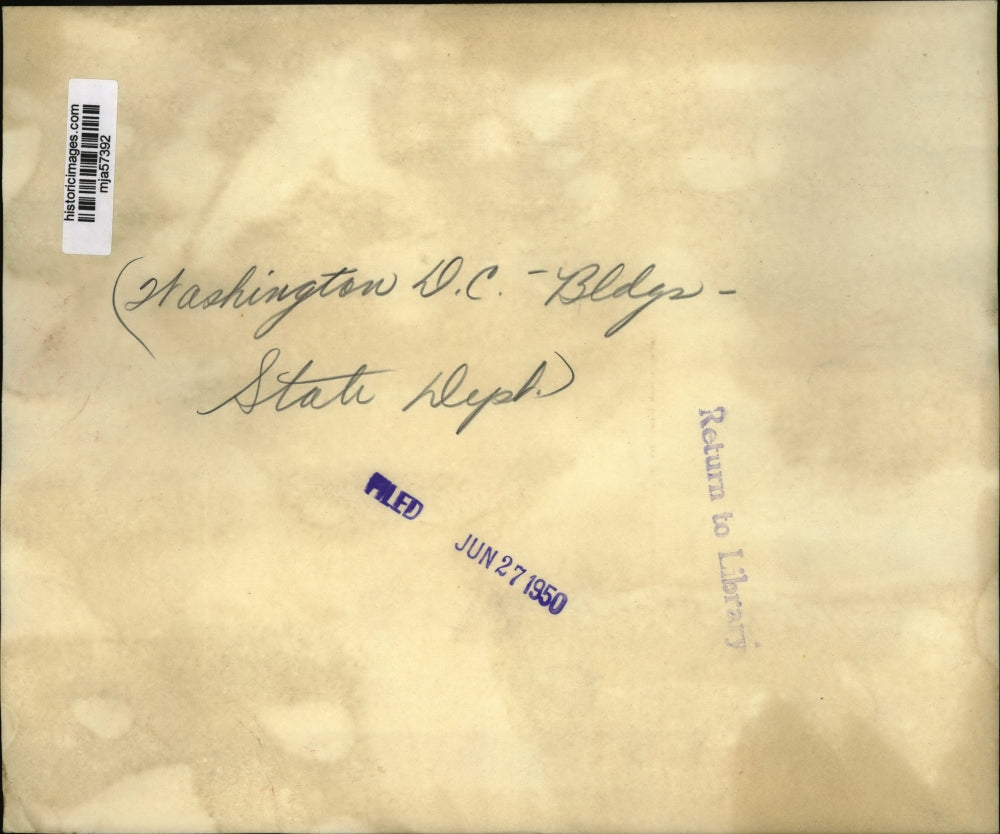 historicimages.com
mja57392
(Washington D.C. - Bldgs -
State Dept.)
FILED
JUN 27 1950
Return to Library